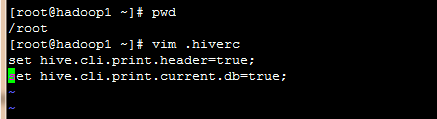 [root@hadoop1 ~]# pwd
/root
[root@hadoop1 ~]# vim .hiverc
set hive.cli.print.header=true;
set hive.cli.print.current.db=true;
~
~